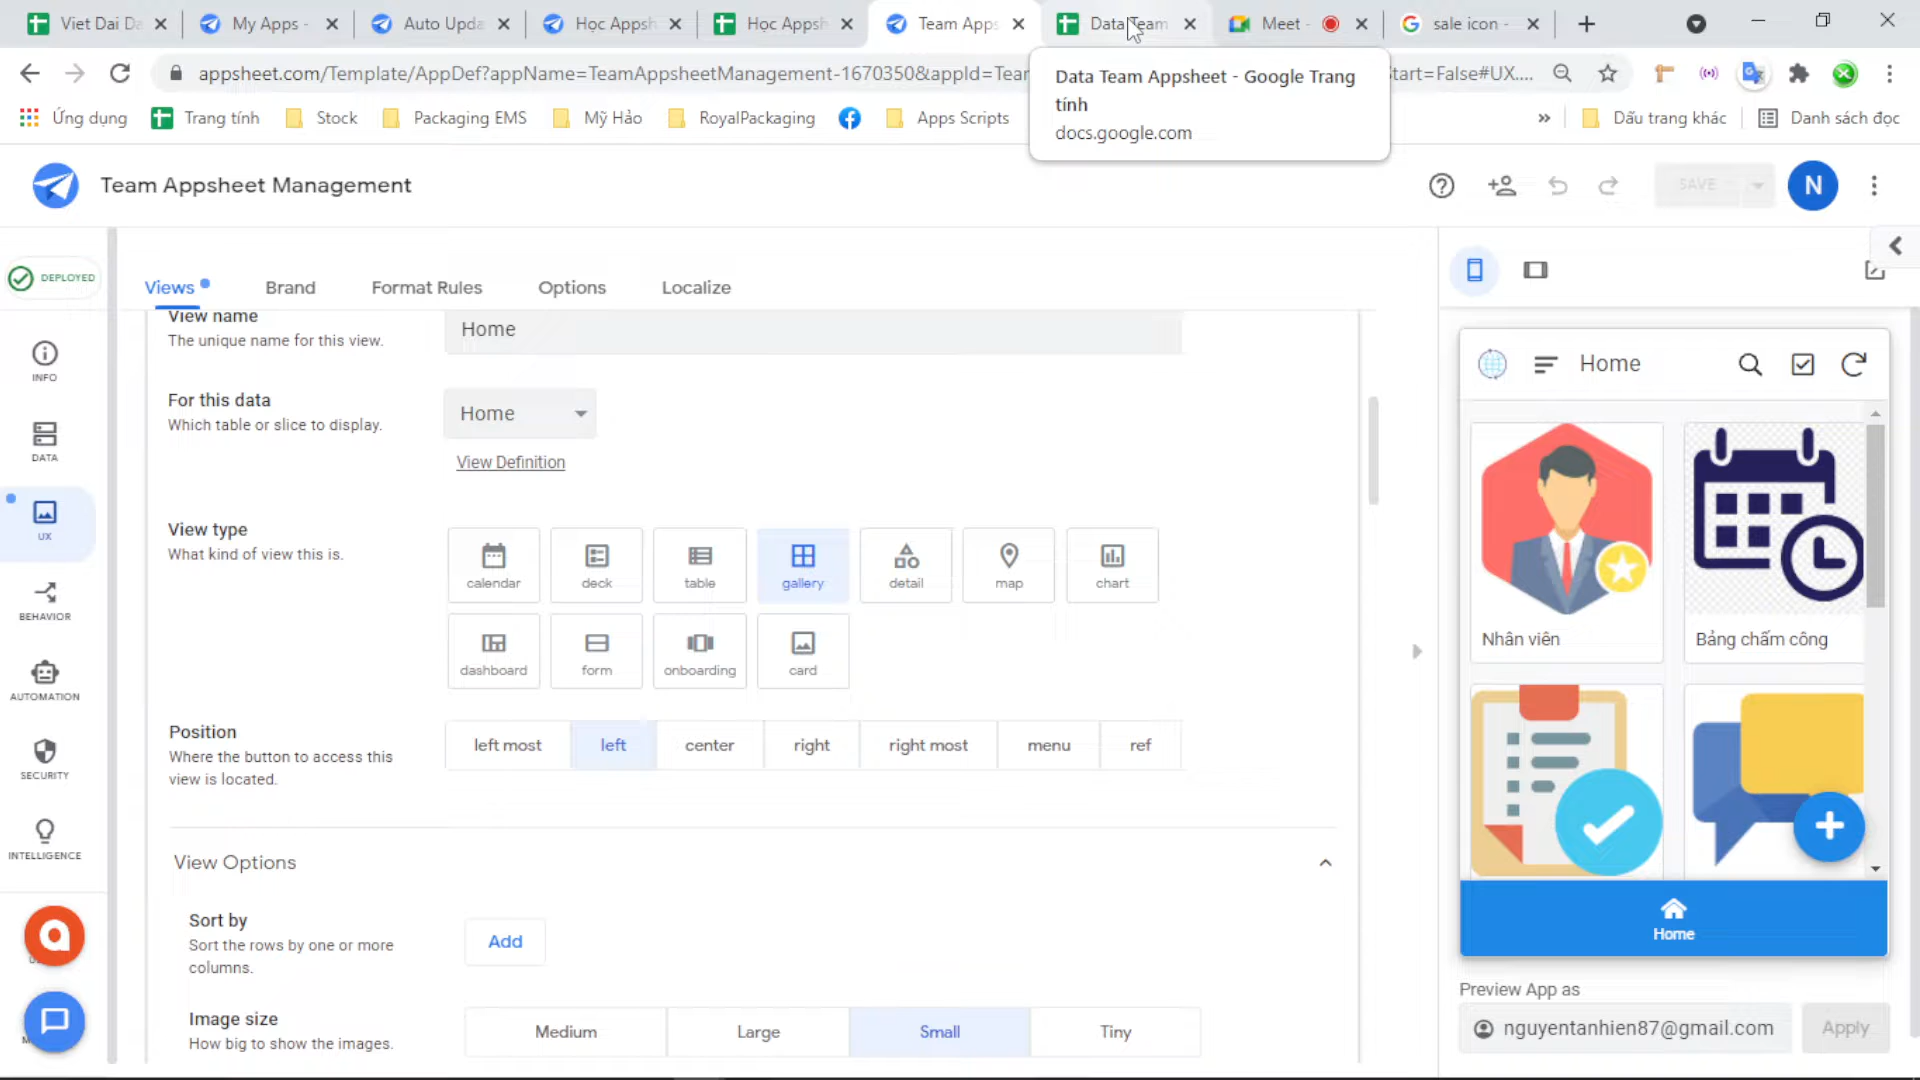 Viet Dai Da
My Apps -
Auto Upda
Học Appsh
Học Appsh
Team Apps
Data Team
Meet -
sale icon -
appsheet.com/Template/AppDef?appName=TeamAppsheetManagement-1670350&appId=Tear
Start=False#UX....
Data Team Appsheet - Google Trang
tính
docs.google.com
Ứng dụng
Trang tính
Stock
Packaging EMS
Mỹ Hảo
RoyalPackaging
Apps Scripts
»
Dấu trang khác
Danh sách đọc
Team Appsheet Management
SAVE
N
DEPLOYED
INFO
DATA
UX
BEHAVIOR
AUTOMATION
SECURITY
INTELLIGENCE
Views
Brand
Format Rules
Options
Localize
View name
The unique name for this view.
Home
For this data
Which table or slice to display.
Home
View Definition
View type
What kind of view this is.
calendar
deck
table
gallery
detail
map
chart
dashboard
form
onboarding
card
Position
Where the button to access this
view is located.
left most
left
center
right
right most
menu
ref
View Options
Sort by
Sort the rows by one or more
columns.
Add
Image size
How big to show the images.
Medium
Large
Small
Tiny
Home
Nhân viên
Bảng chấm công
Home
Preview App as
nguyentanhien87@gmail.com
Apply